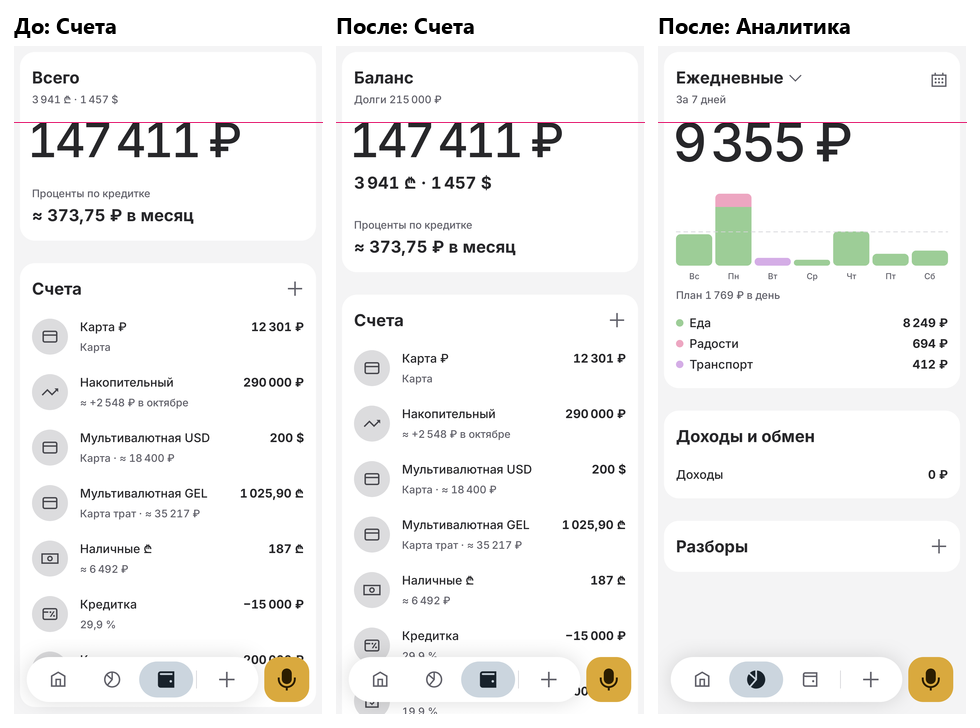 До: Счета
Всего
3 941 ₾ · 1 457 $
147 411 ₽
Проценты по кредитке
≈ 373,75 ₽ в месяц
Счета
Карта ₽
12 301 ₽
Карта
Накопительный
290 000 ₽
≈ +2 548 ₽ в октябре
Мультивалютная USD
200 $
Карта · ≈ 18 400 ₽
Мультивалютная GEL
1 025,90 ₾
Карта трат · ≈ 35 217 ₽
Наличные ₾
187 ₾
≈ 6 492 ₽
Кредитка
−15 000 ₽
29,9 %
После: Счета
Баланс
Долги 215 000 ₽
147 411 ₽
3 941 ₾ · 1 457 $
Проценты по кредитке
≈ 373,75 ₽ в месяц
Счета
Карта ₽
12 301 ₽
Карта
Накопительный
290 000 ₽
≈ +2 548 ₽ в октябре
Мультивалютная USD
200 $
Карта · ≈ 18 400 ₽
Мультивалютная GEL
1 025,90 ₾
Карта трат · ≈ 35 217 ₽
Наличные ₾
187 ₾
≈ 6 492 ₽
Кредитка
−15 000 ₽
29,9 %
19,9 %
После: Аналитика
Ежедневные
За 7 дней
9 355 ₽
Вс Пн Вт Ср Чт Пт Сб
План 1 769 ₽ в день
Еда
8 249 ₽
Радости
694 ₽
Транспорт
412 ₽
Доходы и обмен
Доходы
0 ₽
Разборы